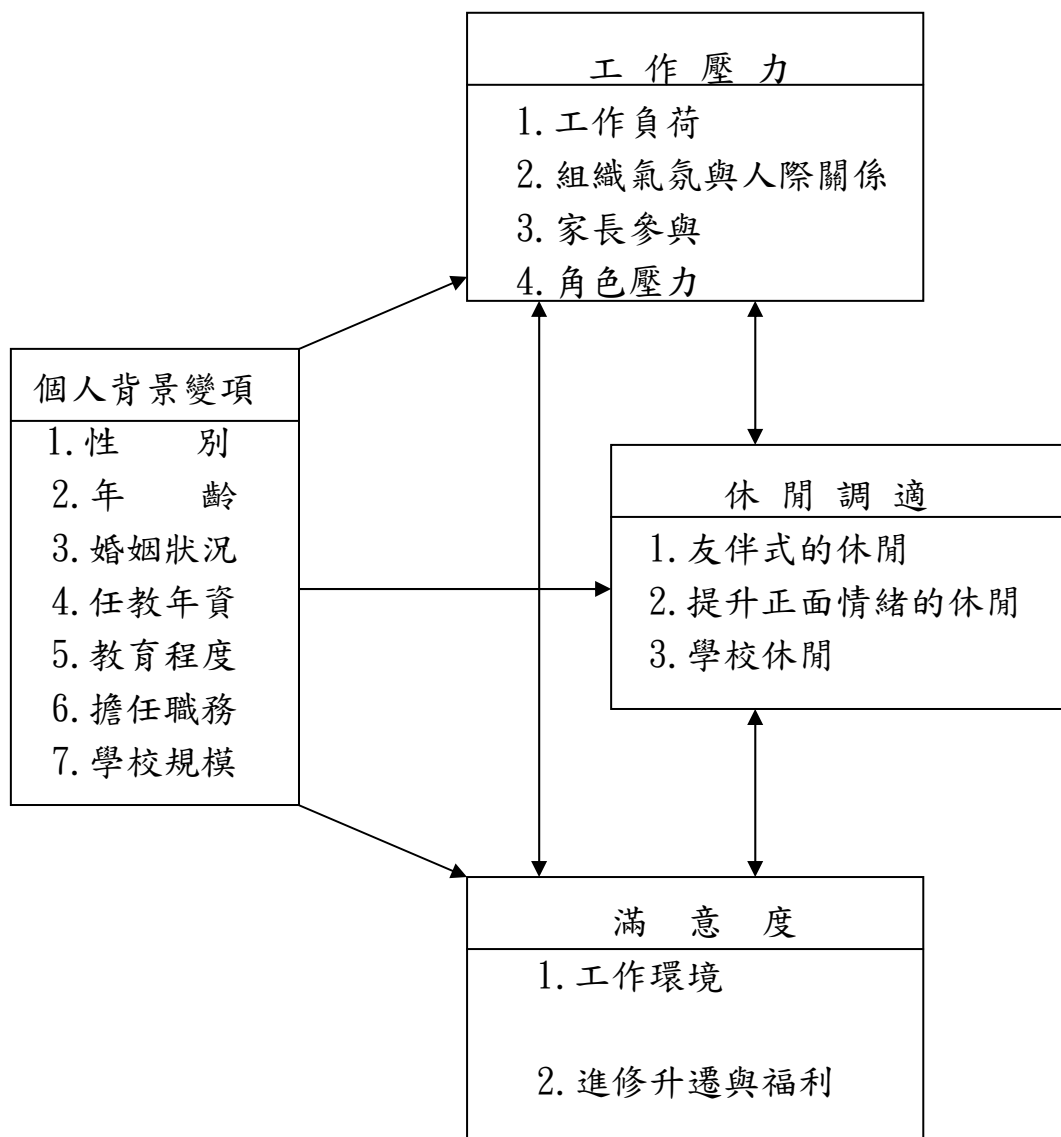 工作壓力
1.工作負荷
2.組織氣氛與人際關係
3.家長參與
4.角色壓力
個人背景變項
1.性 別
2.年 齡
3.婚姻狀況
4.任教年資
5.教育程度
6.擔任職務
7.學校規模
休閒調適
1.友伴式的休閒
2.提升正面情緒的休閒
3.學校休閒
滿意度
1.工作環境
2.進修升遷與福利